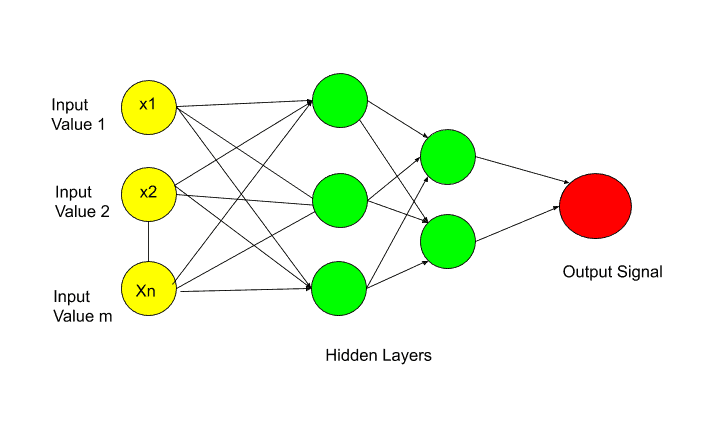 Input
Value 1
x1
Input
Value 2
x2
Input
Value m
Xn
Output Signal
Hidden Layers